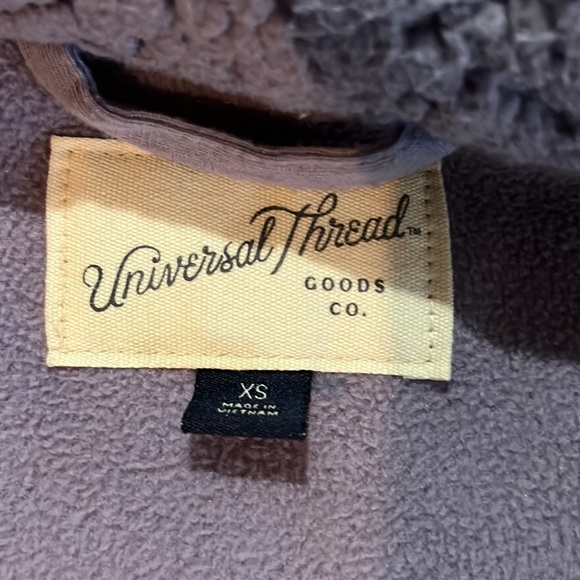 Universal Thread™
GOODS
CO.
XS
MADE IN
VIETNAM